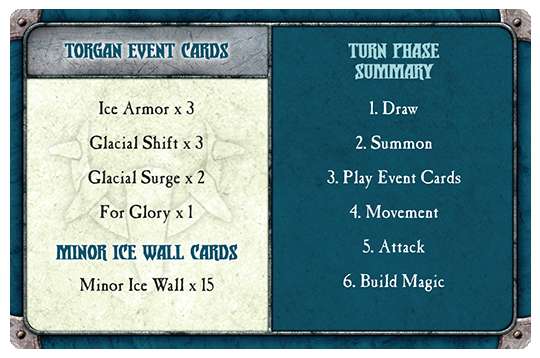 TORGAN EVENT CARDS
Ice Armor x 3
Glacial Shift x 3
Glacial Surge x 2
For Glory x 1
MINOR ICE WALL CARDS
Minor Ice Wall x 15
TURN PHASE
SUMMARY
1. Draw
2. Summon
3. Play Event Cards
4. Movement
5. Attack
6. Build Magic